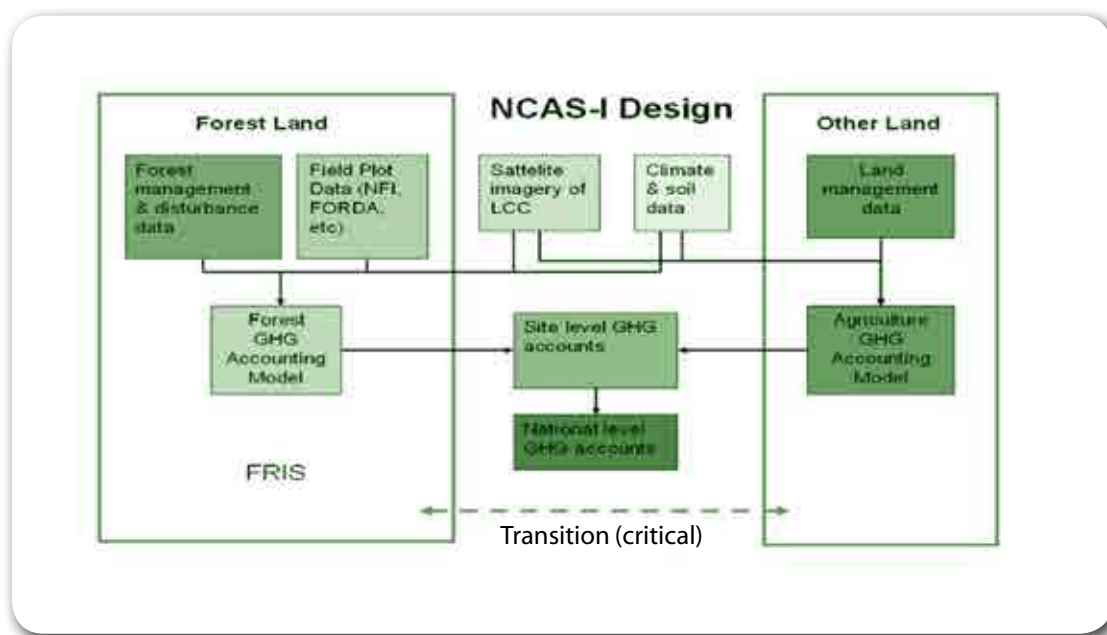 NCAS-I Design
Forest Land
Forest
management
& disturbance
data
Field Plot
Data (NFI,
FORDA,
etc)
Sattelite
imagery of
LCC
Climate
& soil data
Other Land
Land
management
data
Forest
GHG
Accounting
Model
Site level GHG
accounts
Agriculture
GHG
Accounting
Model
National level
GHG accounts
FRIS
Transition (critical)